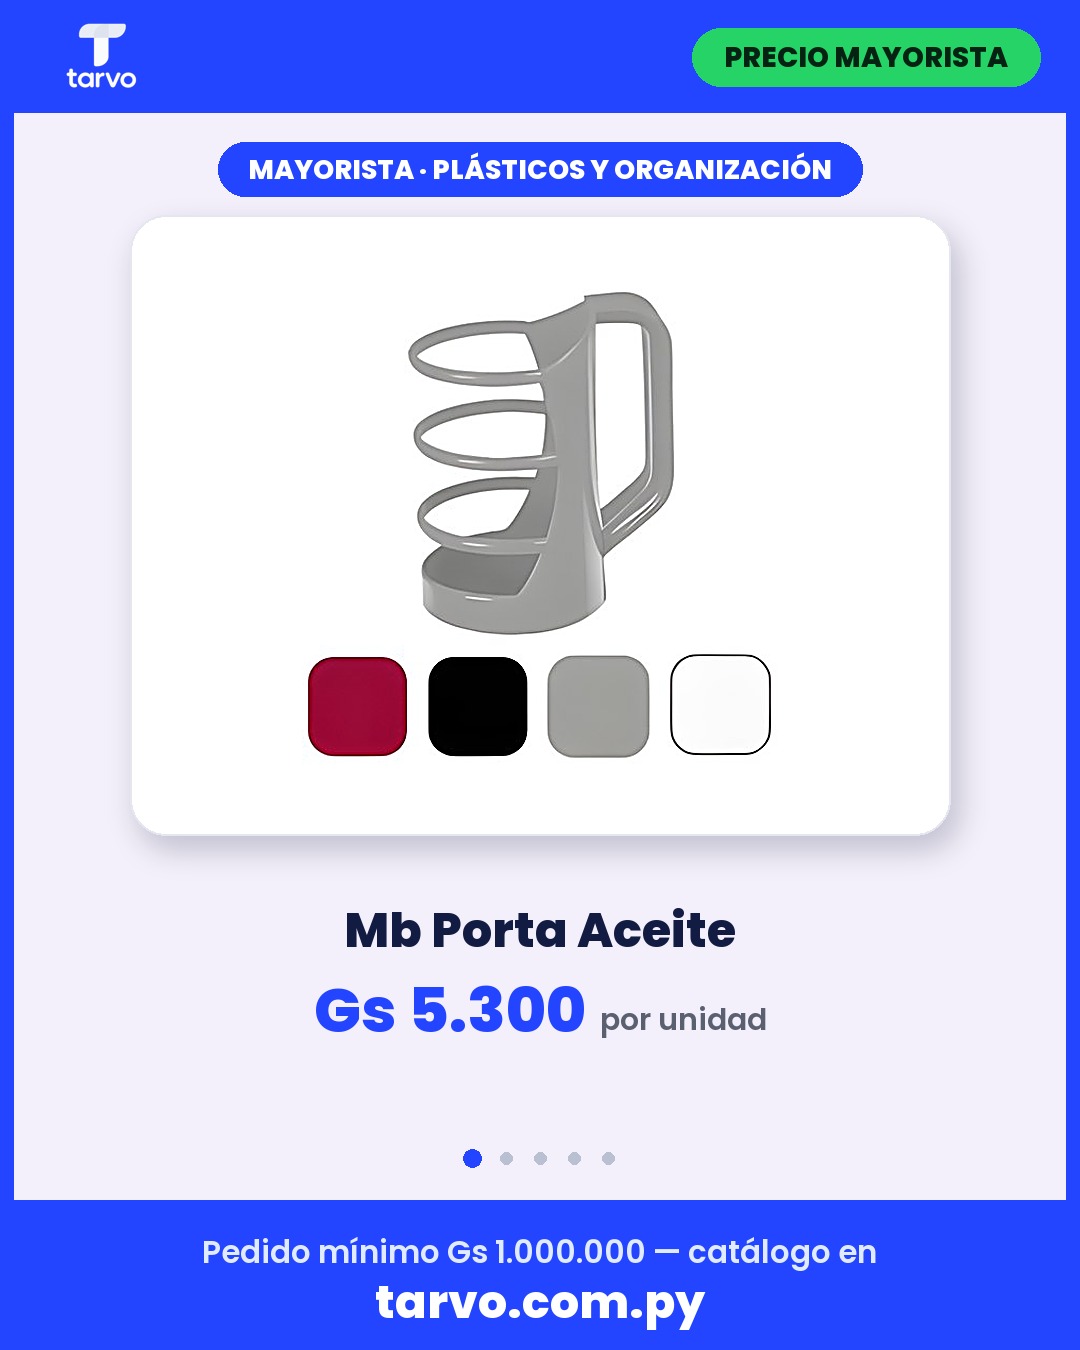 tarvo
PRECIO MAYORISTA
MAYORISTA · PLÁSTICOS Y ORGANIZACIÓN
Mb Porta Aceite
Gs 5.300 por unidad
Pedido mínimo Gs 1.000.000 — catálogo en
tarvo.com.py